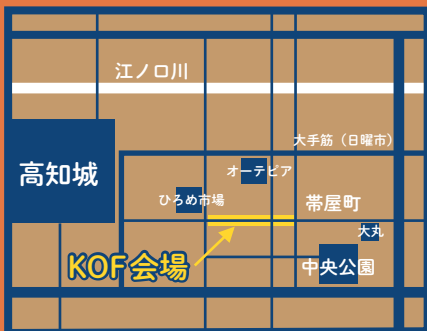 江ノ口川
大手筋（日曜市）
高知城
オーテピア
ひろめ市場
帯屋町
大丸
KOF会場
中央公園